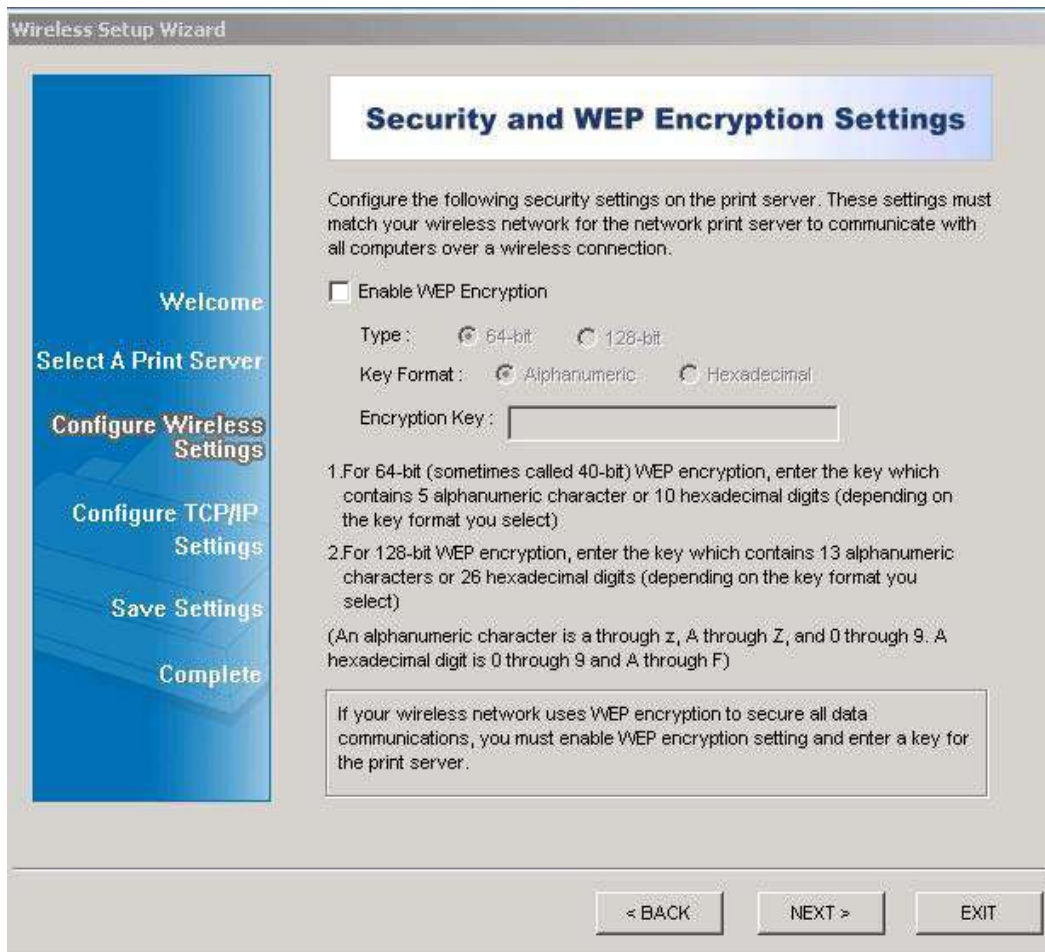 Wireless Setup Wizard
Welcome
Select A Print Server
Configure Wireless
Settings
Configure TCP/IP
Settings
Save Settings
Complete
Security and WEP Encryption Settings
Configure the following security settings on the print server. These settings must
match your wireless network for the network print server to communicate with
all computers over a wireless connection.
Enable WEP Encryption
Type : 64-bit 128-bit
Key Format : Alphanumeric Hexadecimal
Encryption Key :
1.For 64-bit (sometimes called 40-bit) WEP encryption, enter the key which
contains 5 alphanumeric character or 10 hexadecimal digits (depending on
the key format you select)
2.For 128-bit WEP encryption, enter the key which contains 13 alphanumeric
characters or 26 hexadecimal digits (depending on the key format you
select)
(An alphanumeric character is a through z, A through Z, and 0 through 9. A
hexadecimal digit is 0 through 9 and A through F)
If your wireless network uses WEP encryption to secure all data
communications, you must enable WEP encryption setting and enter a key for
the print server.
< BACK NEXT > EXIT